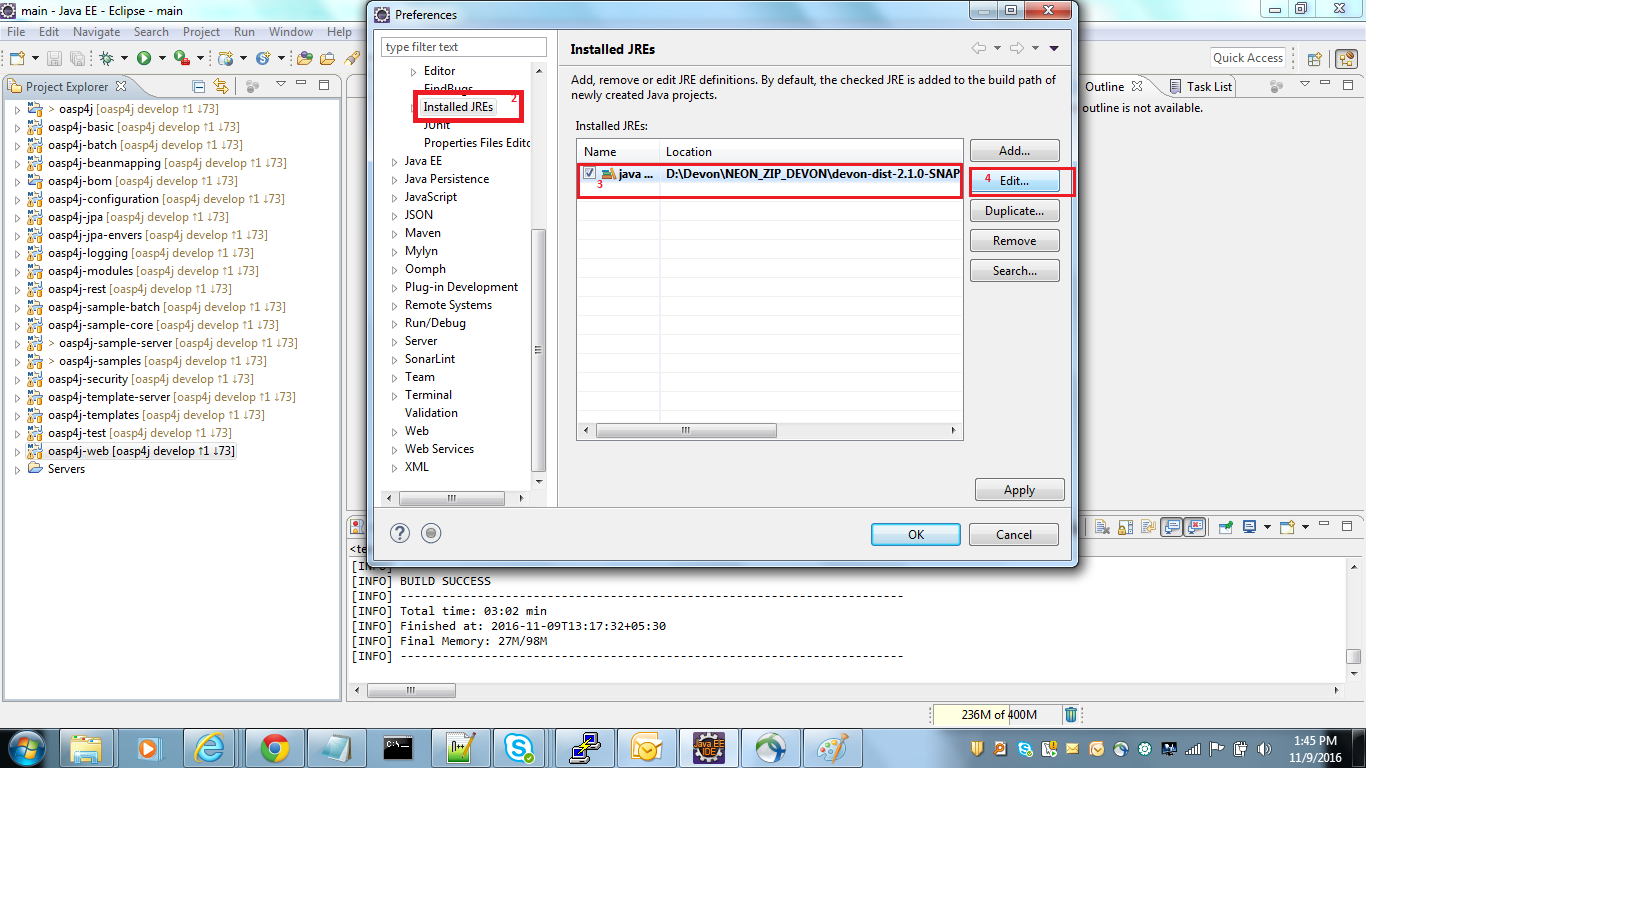 main - Java EE - Eclipse - main
File Edit Navigate Search Project Run Window Help
Quick Access
Project Explorer
> oasp4j [oasp4j develop ↑1 ↓73]
oasp4j-basic [oasp4j develop ↑1 ↓73]
oasp4j-batch [oasp4j develop ↑1 ↓73]
oasp4j-beanmapping [oasp4j develop ↑1 ↓73]
oasp4j-bom [oasp4j develop ↑1 ↓73]
oasp4j-configuration [oasp4j develop ↑1 ↓73]
oasp4j-jpa [oasp4j develop ↑1 ↓73]
oasp4j-jpa-envers [oasp4j develop ↑1 ↓73]
oasp4j-logging [oasp4j develop ↑1 ↓73]
oasp4j-modules [oasp4j develop ↑1 ↓73]
oasp4j-rest [oasp4j develop ↑1 ↓73]
oasp4j-sample-batch [oasp4j develop ↑1 ↓73]
oasp4j-sample-core [oasp4j develop ↑1 ↓73]
> oasp4j-sample-server [oasp4j develop ↑1 ↓73]
> oasp4j-samples [oasp4j develop ↑1 ↓73]
oasp4j-security [oasp4j develop ↑1 ↓73]
oasp4j-template-server [oasp4j develop ↑1 ↓73]
oasp4j-templates [oasp4j develop ↑1 ↓73]
oasp4j-test [oasp4j develop ↑1 ↓73]
oasp4j-web [oasp4j develop ↑1 ↓73]
Servers
Preferences
type filter text
Editor
FindBugs
Installed JREs 2
JUnit
Properties Files Edito
Java EE
Java Persistence
JavaScript
JSON
Maven
Mylyn
Oomph
Plug-in Development
Remote Systems
Run/Debug
Server
SonarLint
Team
Terminal
Validation
Web
Web Services
XML
Installed JREs
Add, remove or edit JRE definitions. By default, the checked JRE is added to the build path of
newly created Java projects.
Installed JREs:
Name Location
java ... D:\Devon\NEON_ZIP_DEVON\devon-dist-2.1.0-SNAP
3
Add...
4 Edit...
Duplicate...
Remove
Search...
Apply
OK Cancel
Outline Task List
outline is not available.
<te
[INFO]
[INFO] BUILD SUCCESS
[INFO] ------------------------------------------------------------------------
[INFO] Total time: 03:02 min
[INFO] Finished at: 2016-11-09T13:17:32+05:30
[INFO] Final Memory: 27M/98M
[INFO] ------------------------------------------------------------------------
236M of 400M
C:\
Java EE
IDE
1:45 PM
11/9/2016